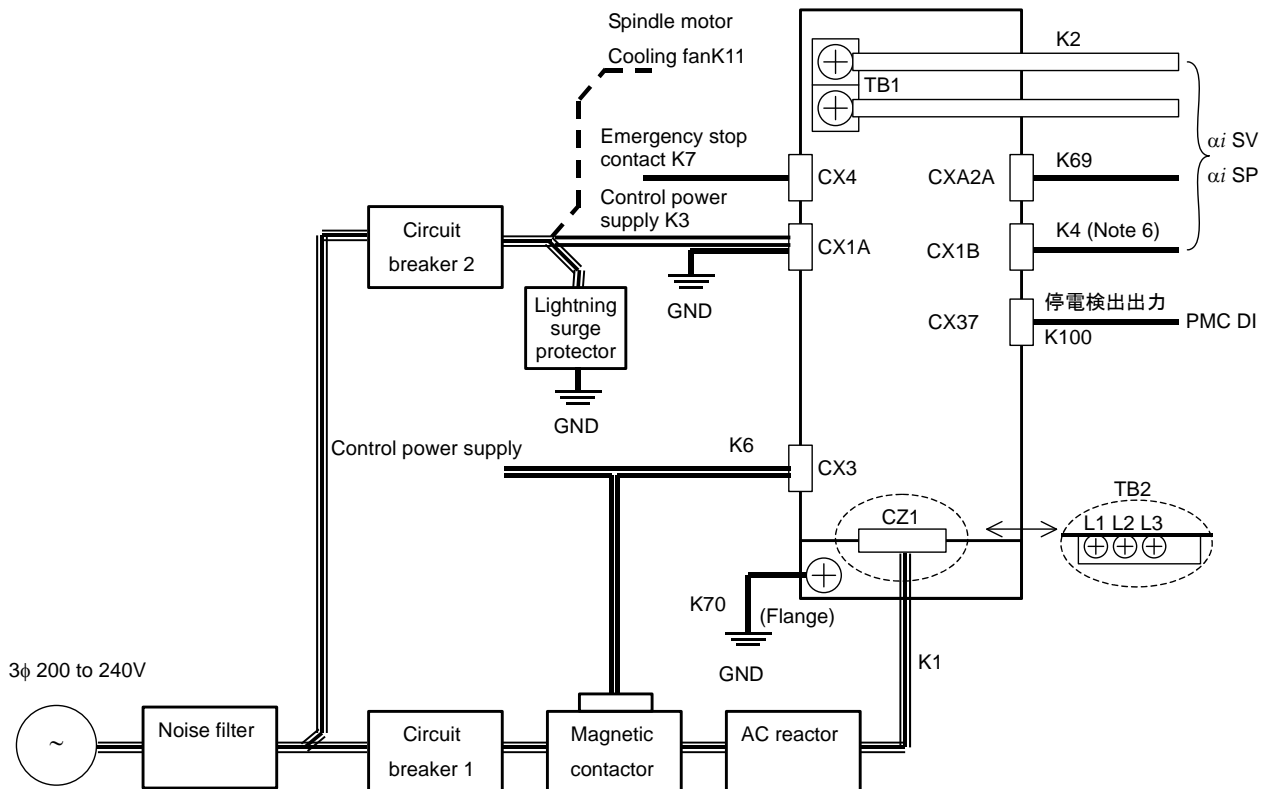 Spindle motor
Cooling fanK11
K2
TB1
Emergency stop
contact K7
CX4
CXA2A
K69
αi SV
αi SP
Control power
supply K3
CX1A
CX1B
K4 (Note 6)
Circuit
breaker 2
GND
Lightning
surge
protector
GND
停電検出出力
CX37
K100
PMC DI
Control power supply
K6
CX3
CZ1
TB2
L1 L2 L3
K70
(Flange)
GND
K1
3ϕ 200 to 240V
~
Noise filter
Circuit
breaker 1
Magnetic
contactor
AC reactor